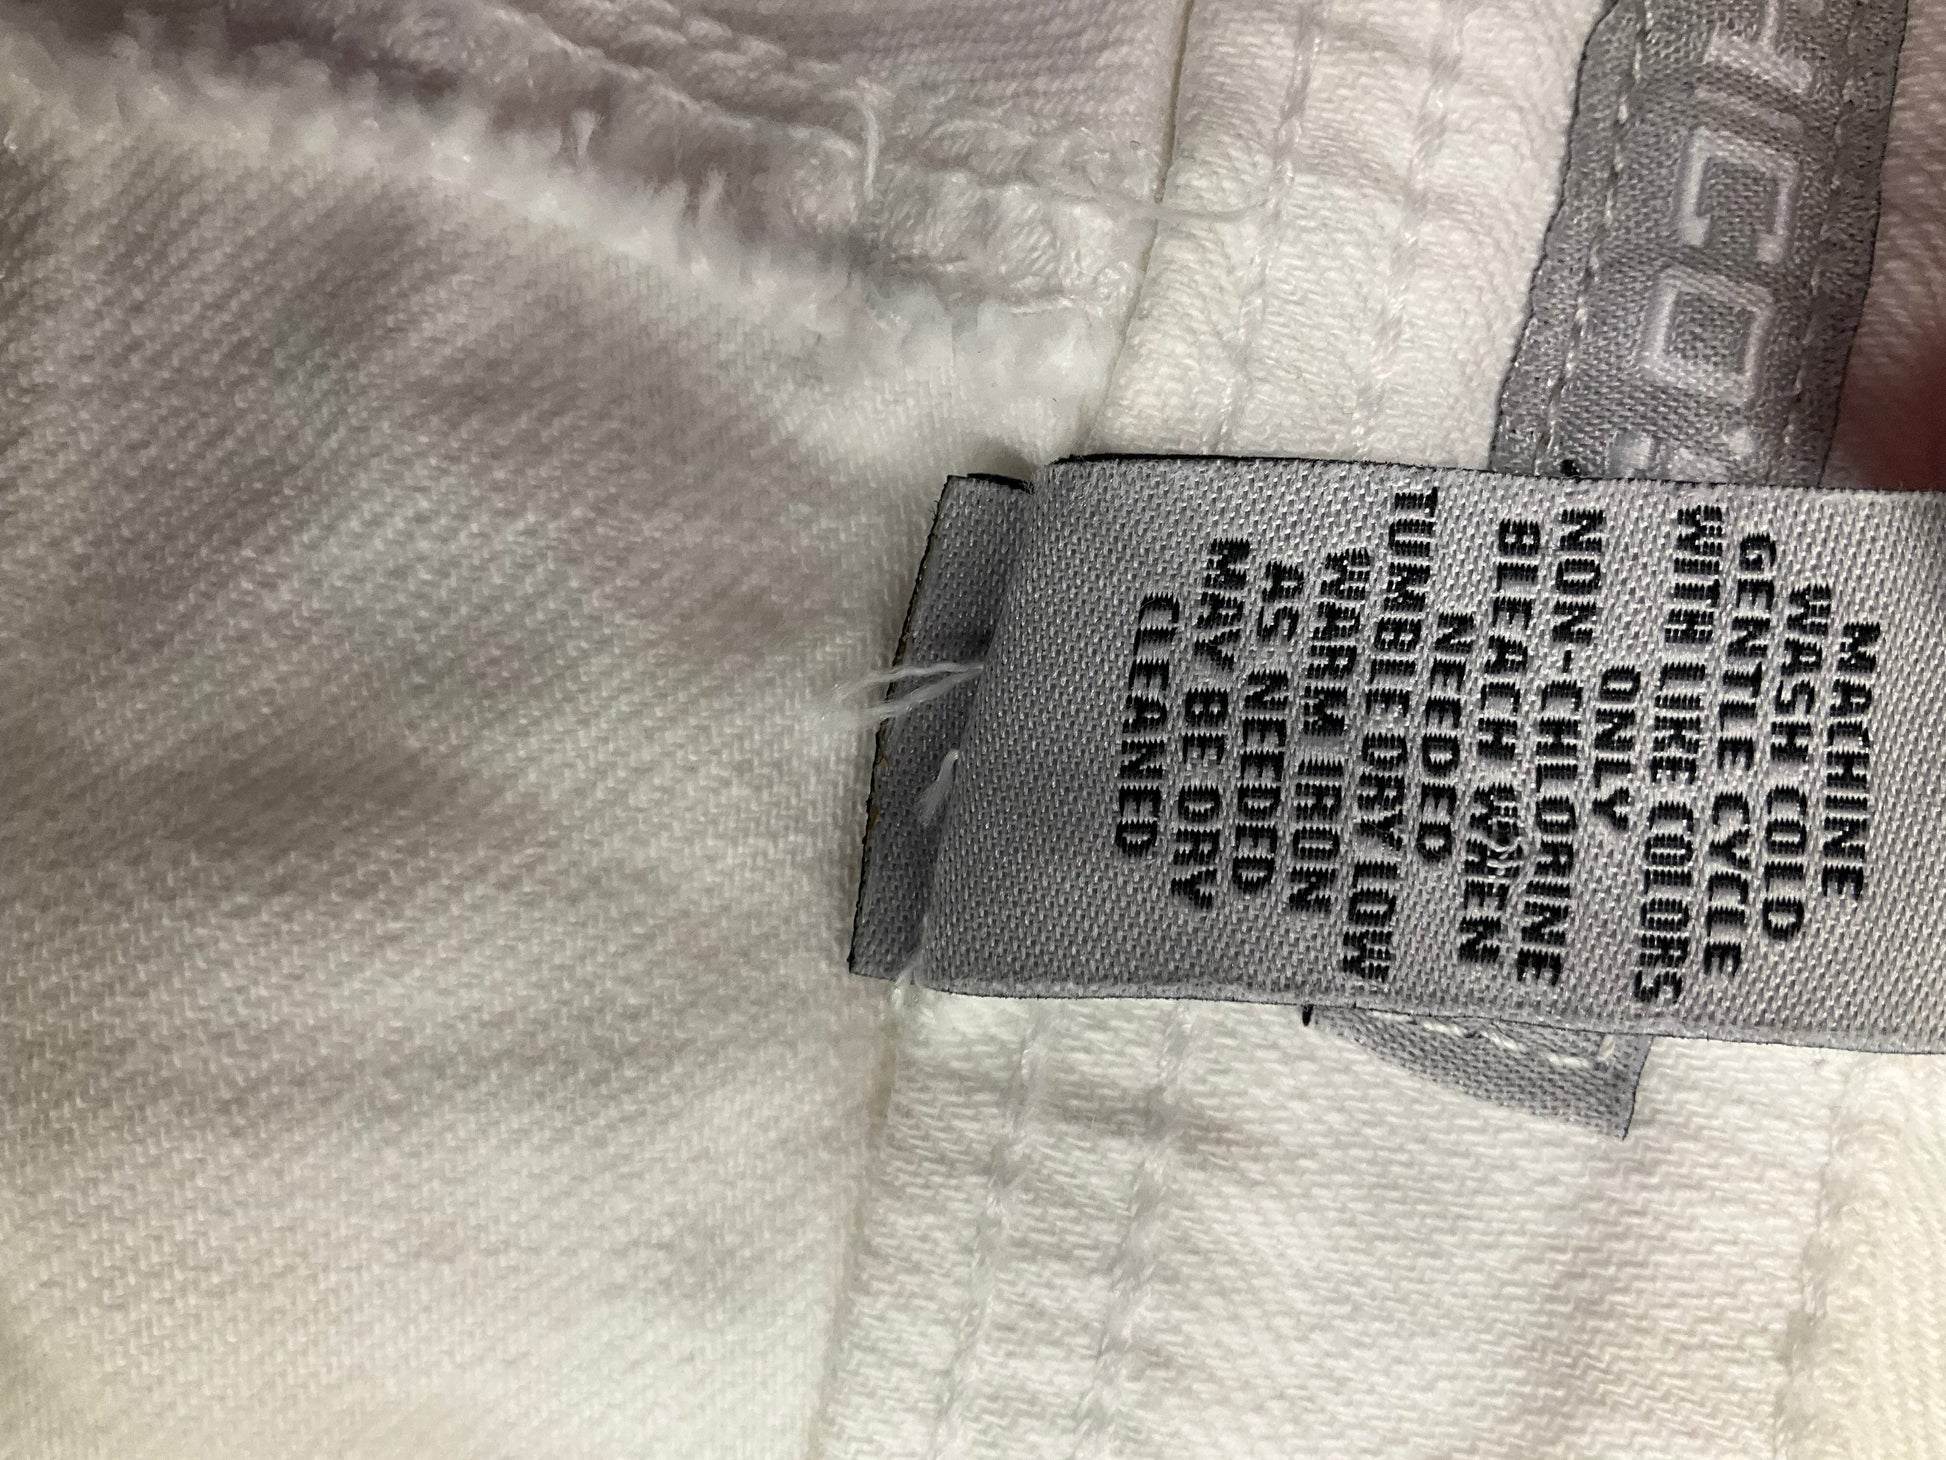 MACHINE
WASH COLD
GENTLE CYCLE
WITH LIKE COLORS
ONLY
NON-CHLORINE
BLEACH WHEN
NEEDED
TUMBLE DRY LOW
WARM IRON
AS NEEDED
MAY BE DRY
CLEANED